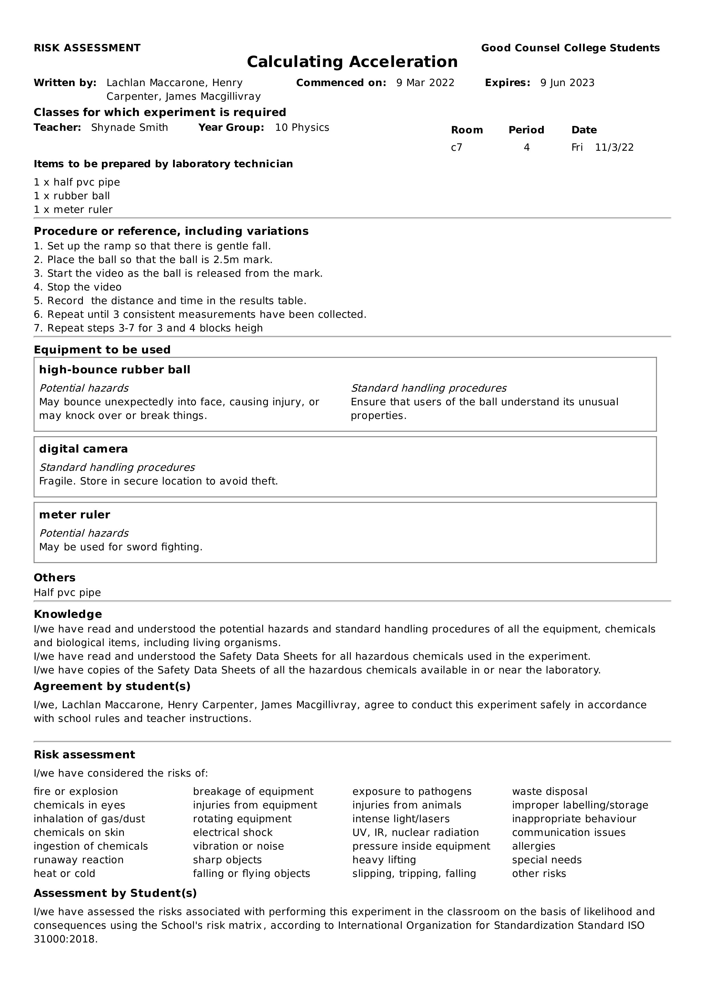 RISK ASSESSMENT Good Counsel College Students
Calculating Acceleration
Written by: Lachlan Maccarone, Henry Carpenter, James Macgillivray Commenced on: 9 Mar 2022 Expires: 9 Jun 2023
Classes for which experiment is required
Teacher: Shynade Smith Year Group: 10 Physics
Room Period Date
c7 4 Fri 11/3/22
Items to be prepared by laboratory technician
1 x half pvc pipe
1 x rubber ball
1 x meter ruler
Procedure or reference, including variations
1. Set up the ramp so that there is gentle fall.
2. Place the ball so that the ball is 2.5m mark.
3. Start the video as the ball is released from the mark.
4. Stop the video
5. Record  the distance and time in the results table.
6. Repeat until 3 consistent measurements have been collected.
7. Repeat steps 3-7 for 3 and 4 blocks heigh
Equipment to be used
high-bounce rubber ball
Potential hazards
May bounce unexpectedly into face, causing injury, or
may knock over or break things.
Standard handling procedures
Ensure that users of the ball understand its unusual
properties.
digital camera
Standard handling procedures
Fragile. Store in secure location to avoid theft.
meter ruler
Potential hazards
May be used for sword fighting.
Others
Half pvc pipe
Knowledge
I/we have read and understood the potential hazards and standard handling procedures of all the equipment, chemicals
and biological items, including living organisms.
I/we have read and understood the Safety Data Sheets for all hazardous chemicals used in the experiment.
I/we have copies of the Safety Data Sheets of all the hazardous chemicals available in or near the laboratory.
Agreement by student(s)
I/we, Lachlan Maccarone, Henry Carpenter, James Macgillivray, agree to conduct this experiment safely in accordance
with school rules and teacher instructions.
Risk assessment
I/we have considered the risks of:
fire or explosion breakage of equipment exposure to pathogens waste disposal
chemicals in eyes injuries from equipment injuries from animals improper labelling/storage
inhalation of gas/dust rotating equipment intense light/lasers inappropriate behaviour
chemicals on skin electrical shock UV, IR, nuclear radiation communication issues
ingestion of chemicals vibration or noise pressure inside equipment allergies
runaway reaction sharp objects heavy lifting special needs
heat or cold falling or flying objects slipping, tripping, falling other risks
Assessment by Student(s)
I/we have assessed the risks associated with performing this experiment in the classroom on the basis of likelihood and
consequences using the School's risk matrix, according to International Organization for Standardization Standard ISO
31000:2018.